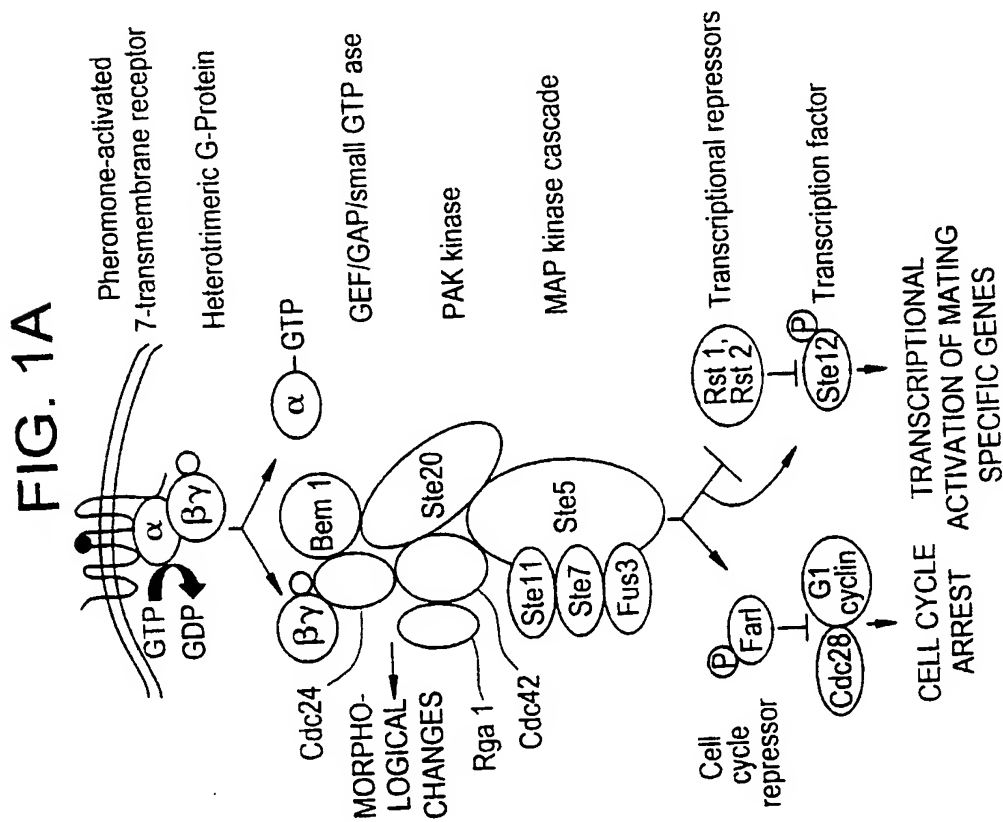 FIG. 1A
Pheromone-activated
7-transmembrane receptor
Heterotrimeric G-Protein
GEF/GAP/small GTP ase
PAK kinase
MAP kinase cascade
Transcriptional repressors
Transcription factor
GTP
GDP
α
βγ
α
GTP
βγ
Bem 1
Cdc24
MORPHO-
LOGICAL
CHANGES
Rga 1
Cdc42
Ste20
Ste5
Ste11
Ste7
Fus3
Cell
cycle
repressor
P
Farl
Cdc28
G1
cyclin
CELL CYCLE
ARREST
Rst 1,
Rst 2
P
Ste12
TRANSCRIPTIONAL
ACTIVATION OF MATING
SPECIFIC GENES